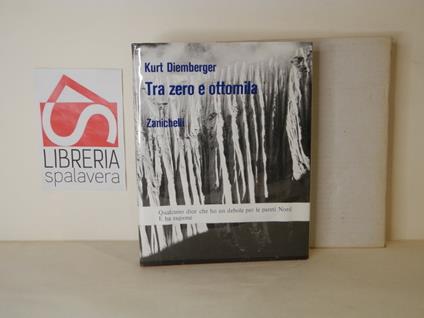 Kurt Diemberger
Tra zero e ottomila
Zanichelli
Qualcuno dice che ho un debole per le pareti Nord
E ha ragione
LIBRERIA
spalavera